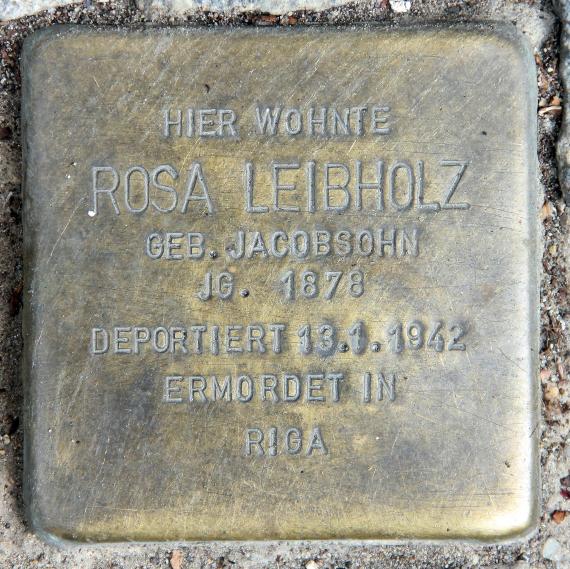 HIER WOHNTE
ROSA LEIBHOLZ
GEB. JACOBSOHN
JG. 1878
DEPORTIERT 13.1.1942
ERMORDET IN
RIGA